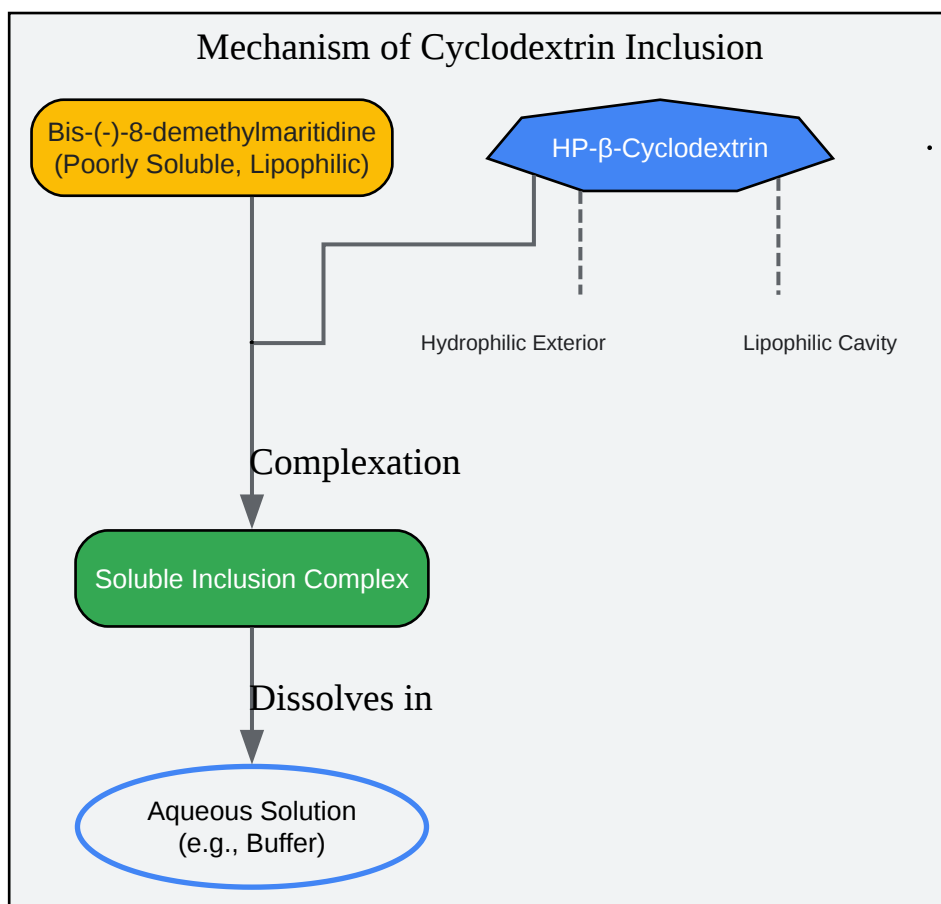 Mechanism of Cyclodextrin Inclusion
Bis-(-)-8-demethylmaritidine
(Poorly Soluble, Lipophilic)
HP-β-Cyclodextrin
Hydrophilic Exterior
Lipophilic Cavity
Complexation
Soluble Inclusion Complex
Dissolves in
Aqueous Solution
(e.g., Buffer)